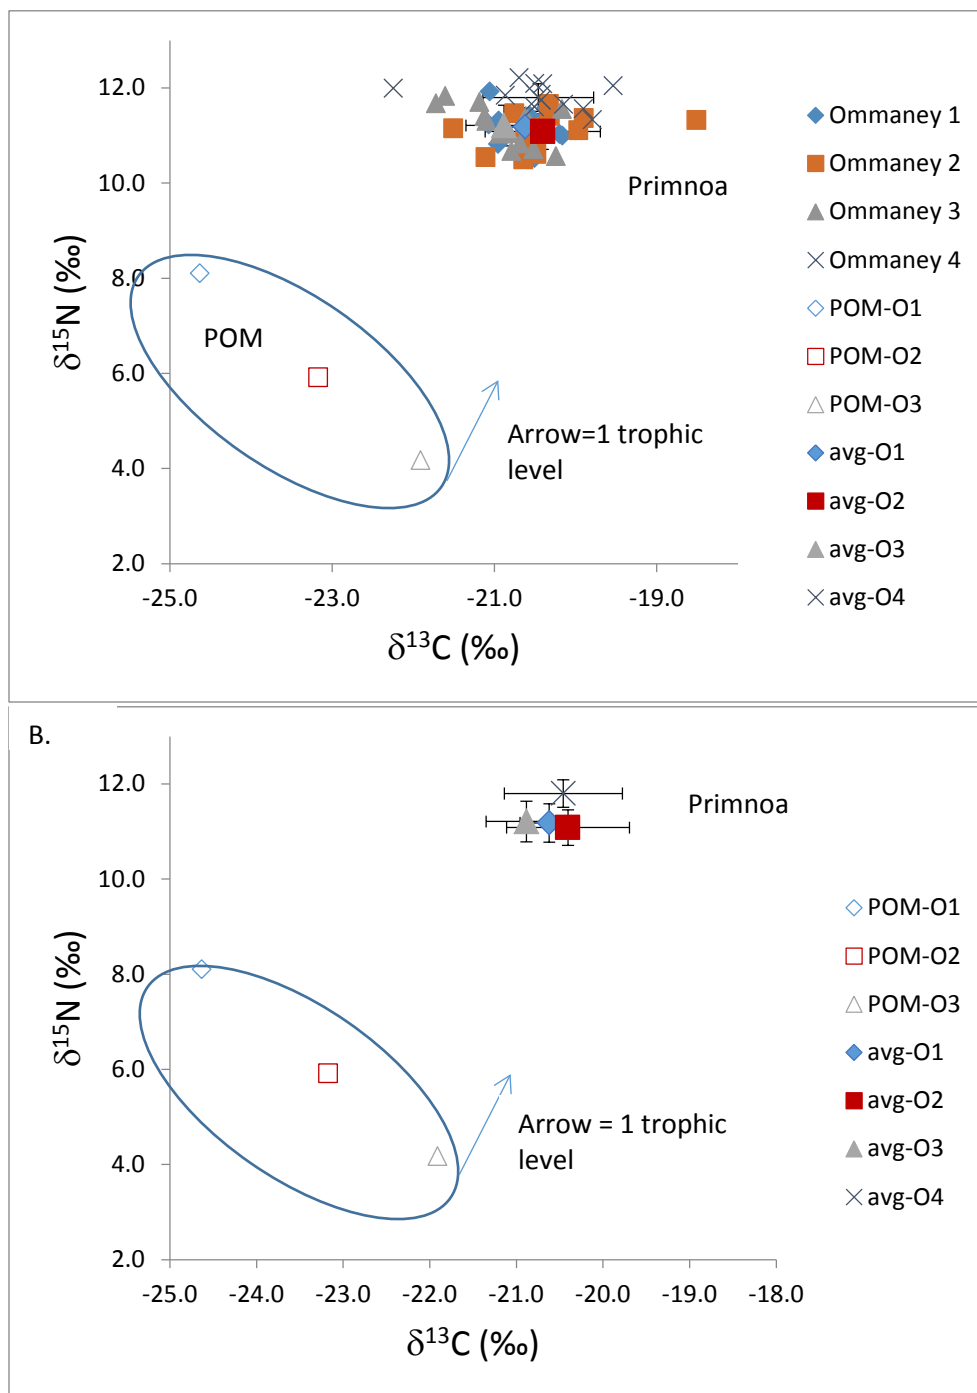 12.0
10.0
8.0
6.0
4.0
2.0
δ15N (‰)
Primnoa
POM
Arrow=1 trophic
level
-25.0 -23.0 -21.0 -19.0
δ13C (‰)
Ommaney 1
Ommaney 2
Ommaney 3
Ommaney 4
POM-O1
POM-O2
POM-O3
avg-O1
avg-O2
avg-O3
avg-O4
B.
12.0
10.0
8.0
6.0
4.0
2.0
δ15N (‰)
Primnoa
Arrow = 1 trophic
level
-25.0 -24.0 -23.0 -22.0 -21.0 -20.0 -19.0 -18.0
δ13C (‰)
POM-O1
POM-O2
POM-O3
avg-O1
avg-O2
avg-O3
avg-O4